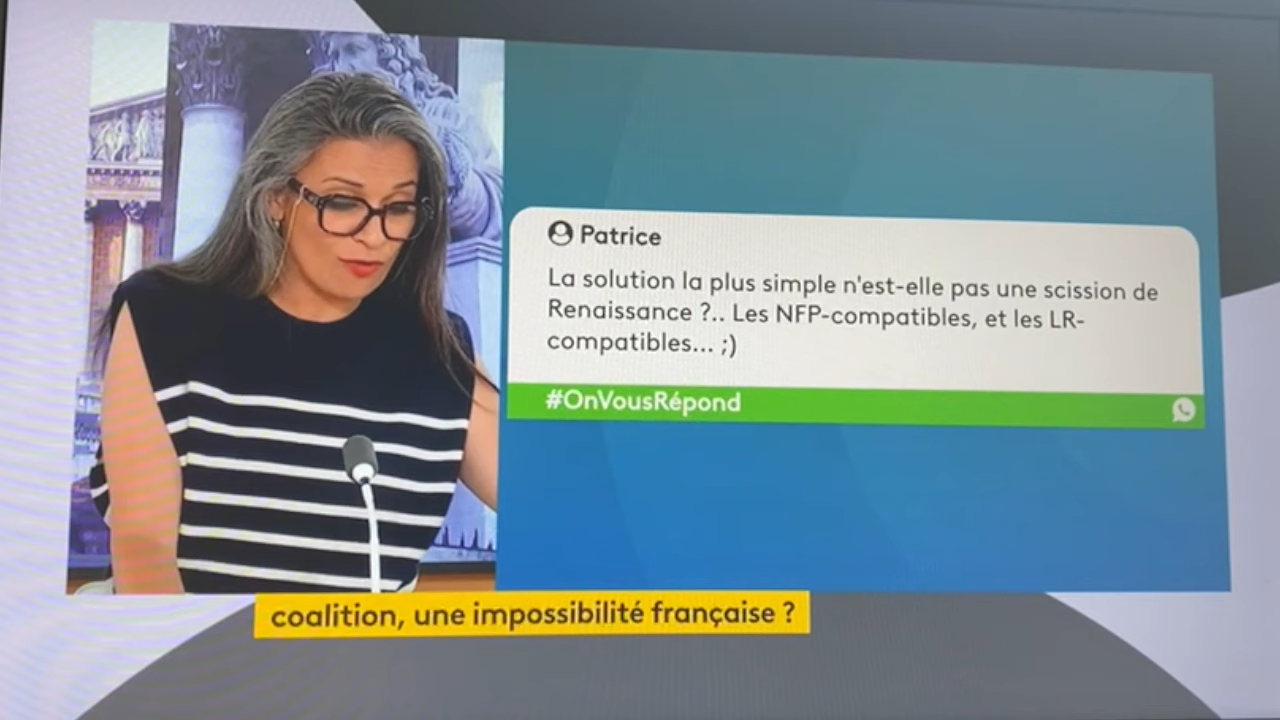 Patrice
La solution la plus simple n'est-elle pas une scission de
Renaissance ?.. Les NFP-compatibles, et les LR-
compatibles... ;)
#OnVousRépond
coalition, une impossibilité française ?